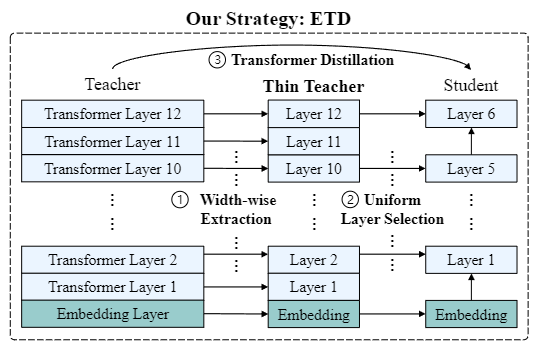 Our Strategy: ETD
③ Transformer Distillation
Teacher
Thin Teacher
Student
Transformer Layer 12
Layer 12
Layer 6
Transformer Layer 11
Layer 11
Transformer Layer 10
Layer 10
Layer 5
① Width-wise
Extraction
② Uniform
Layer Selection
Transformer Layer 2
Layer 2
Layer 1
Transformer Layer 1
Layer 1
Embedding Layer
Embedding
Embedding